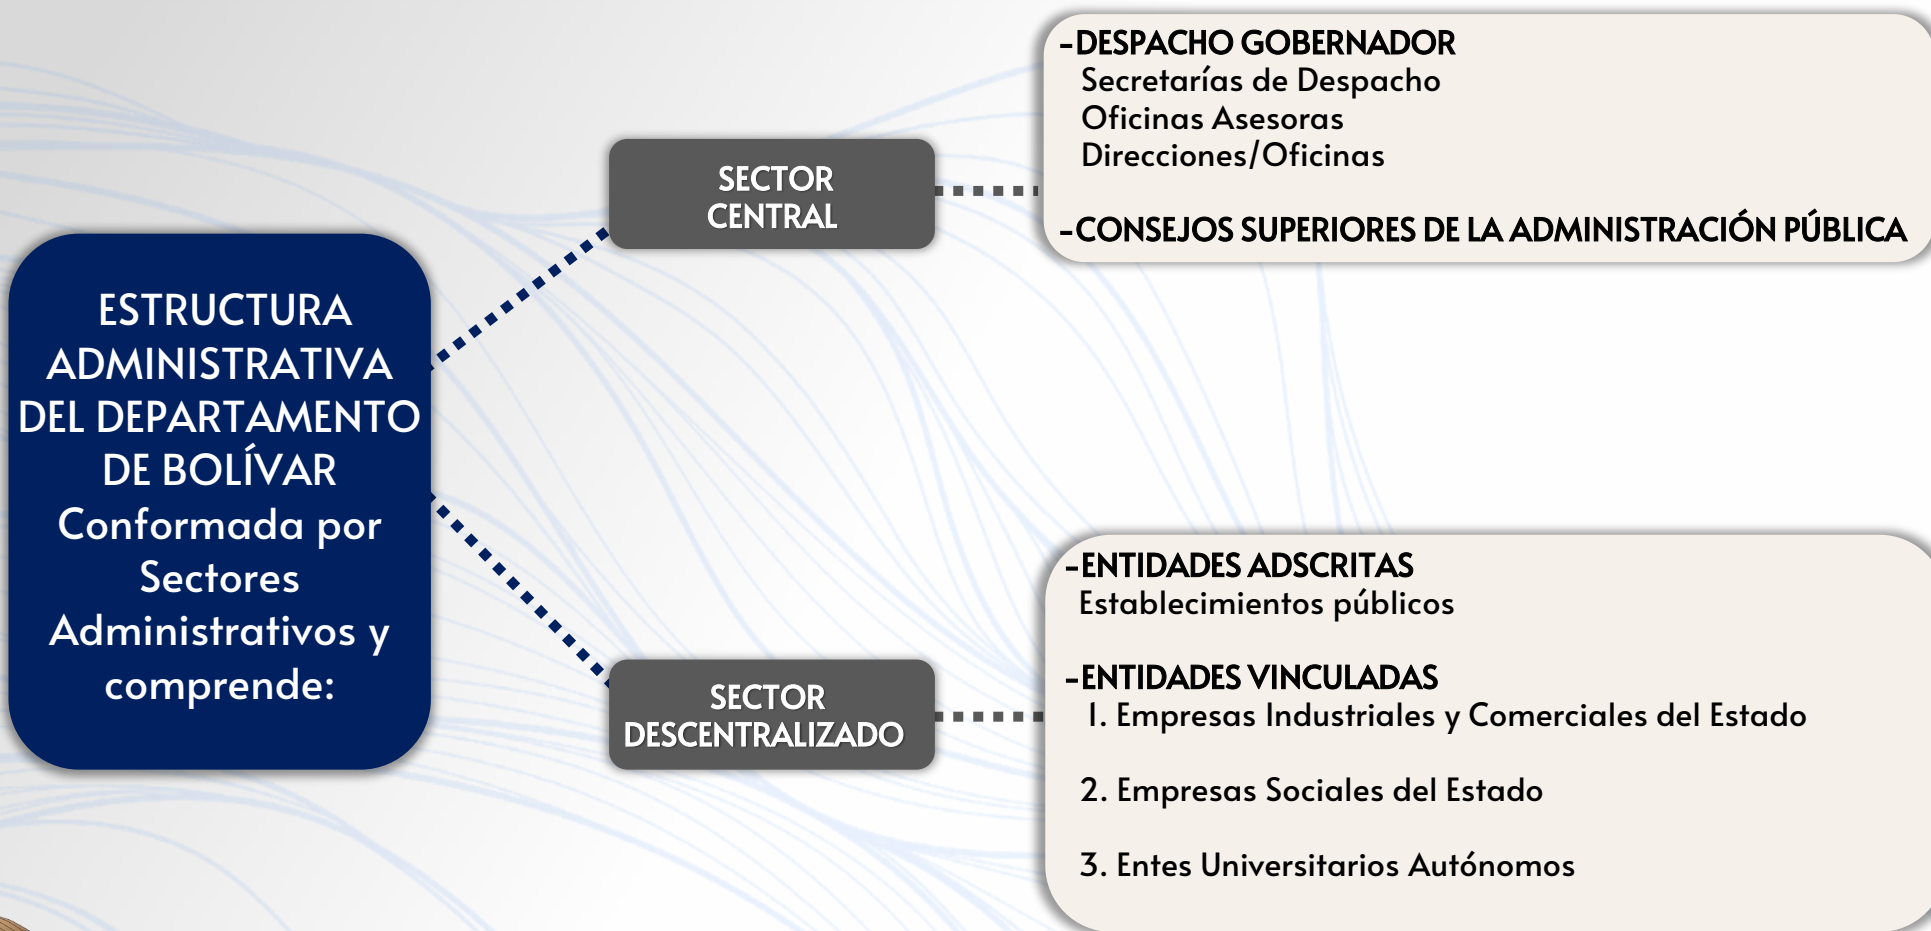 ESTRUCTURA
ADMINISTRATIVA
DEL DEPARTAMENTO
DE BOLÍVAR
Conformada por
Sectores
Administrativos y
comprende:
SECTOR
CENTRAL
-DESPACHO GOBERNADOR
Secretarías de Despacho
Oficinas Asesoras
Direcciones/Oficinas
-CONSEJOS SUPERIORES DE LA ADMINISTRACIÓN PÚBLICA
SECTOR
DESCENTRALIZADO
-ENTIDADES ADSCRITAS
Establecimientos públicos
-ENTIDADES VINCULADAS
1. Empresas Industriales y Comerciales del Estado
2. Empresas Sociales del Estado
3. Entes Universitarios Autónomos